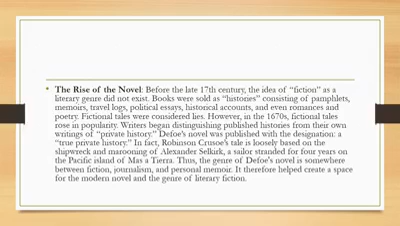 • The Rise of the Novel: Before the late 17th century, the idea of “fiction” as a
literary genre did not exist. Books were sold as “histories” consisting of pamphlets,
memoirs, travel logs, political essays, historical accounts, and even romances and
poetry. Fictional tales were considered lies. However, in the 1670s, fictional tales
rose in popularity. Writers began distinguishing published histories from their own
writings of “private history.” Defoe’s novel was published with the designation: a
“true private history.” In fact, Robinson Crusoe’s tale is loosely based on the
shipwreck and marooning of Alexander Selkirk, a sailor stranded for four years on
the Pacific island of Mas a Tierra. Thus, the genre of Defoe’s novel is somewhere
between fiction, journalism, and personal memoir. It therefore helped create a space
for the modern novel and the genre of literary fiction.